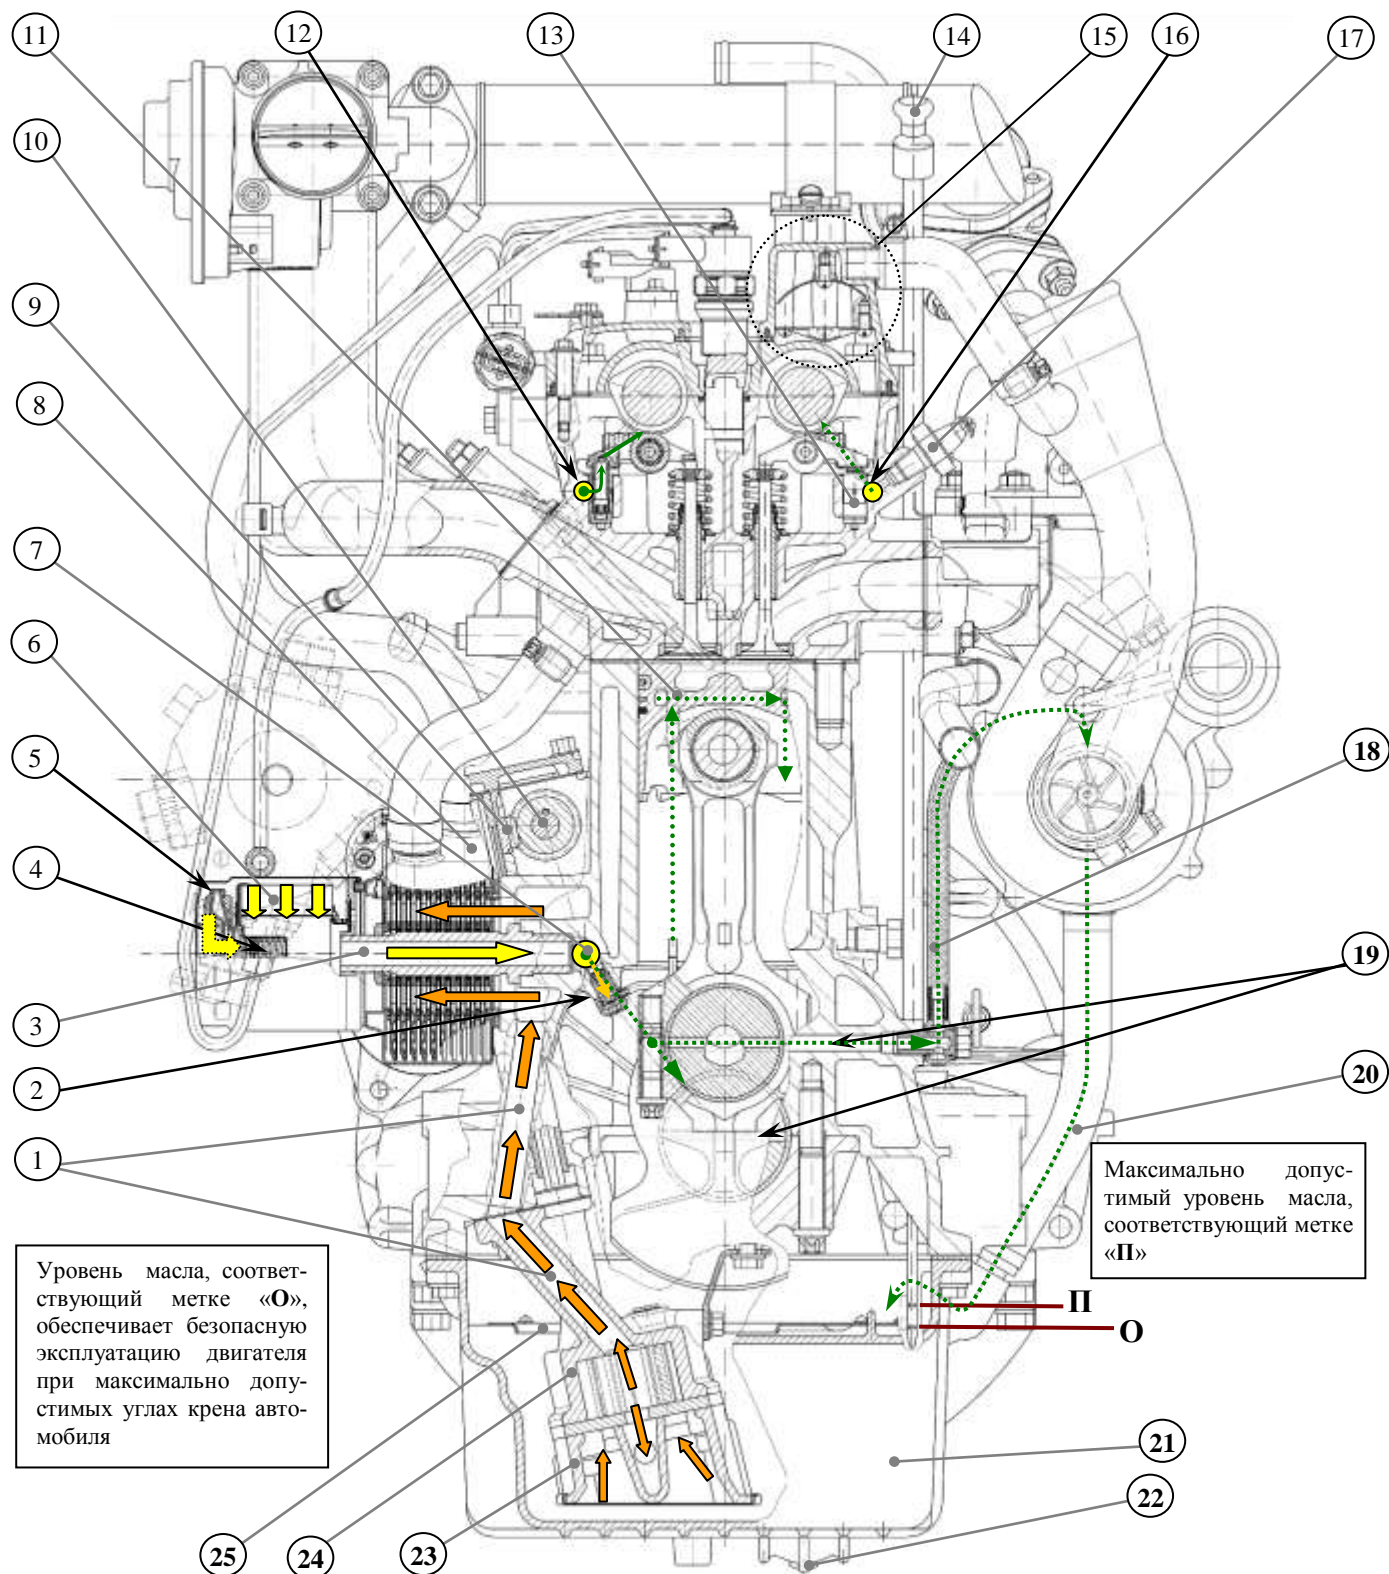 11
12
13
14
15
16
17
10
9
8
7
6
5
4
3
2
1
18
19
20
Максимально допус-
тимый уровень масла,
соответствующий метке
«П»
Уровень масла, соответ-
ствующий метке «О»,
обеспечивает безопасную
эксплуатацию двигателя
при максимально допу-
стимых углах крена авто-
мобиля
П
О
21
22
25
24
23